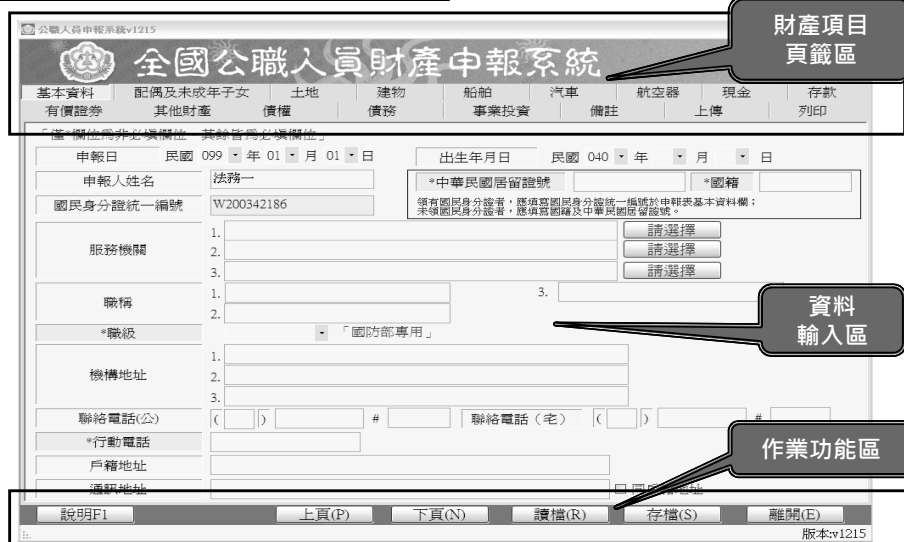 公職人員申報系統v1215
財產項目
頁籤區
全國公職人員財產申報系統
基本資料 配偶及未成年子女 土地 建物 船舶 汽車 航空器 現金 存款
有價證券 其他財產 債權 債務 事業投資 備註 上傳 列印
「僅*欄位為非必填欄位，其餘皆為必填欄位」
申報日 民國 099 年 01 月 01 日 出生年月日 民國 040 年 月 日
申報人姓名 法務一 *中華民國居留證號 *國籍
國民身分證統一編號 W200342186 領有國民身分證者，應填寫國民身分證統一編號於申報表基本資料欄；
未領國民身分證者，應填寫國籍及中華民國居留證號。
服務機關 1. 請選擇
2. 請選擇
3. 請選擇
職稱 1. 3.
2.
資料
輸入區
*職級 「國防部專用」
機構地址 1.
2.
3.
聯絡電話(公) ( ) # 聯絡電話（宅） ( ) #
*行動電話
作業功能區
戶籍地址
通訊地址 同戶籍地址
說明F1 上頁(P) 下頁(N) 讀檔(R) 存檔(S) 離開(E)
版本:v1215